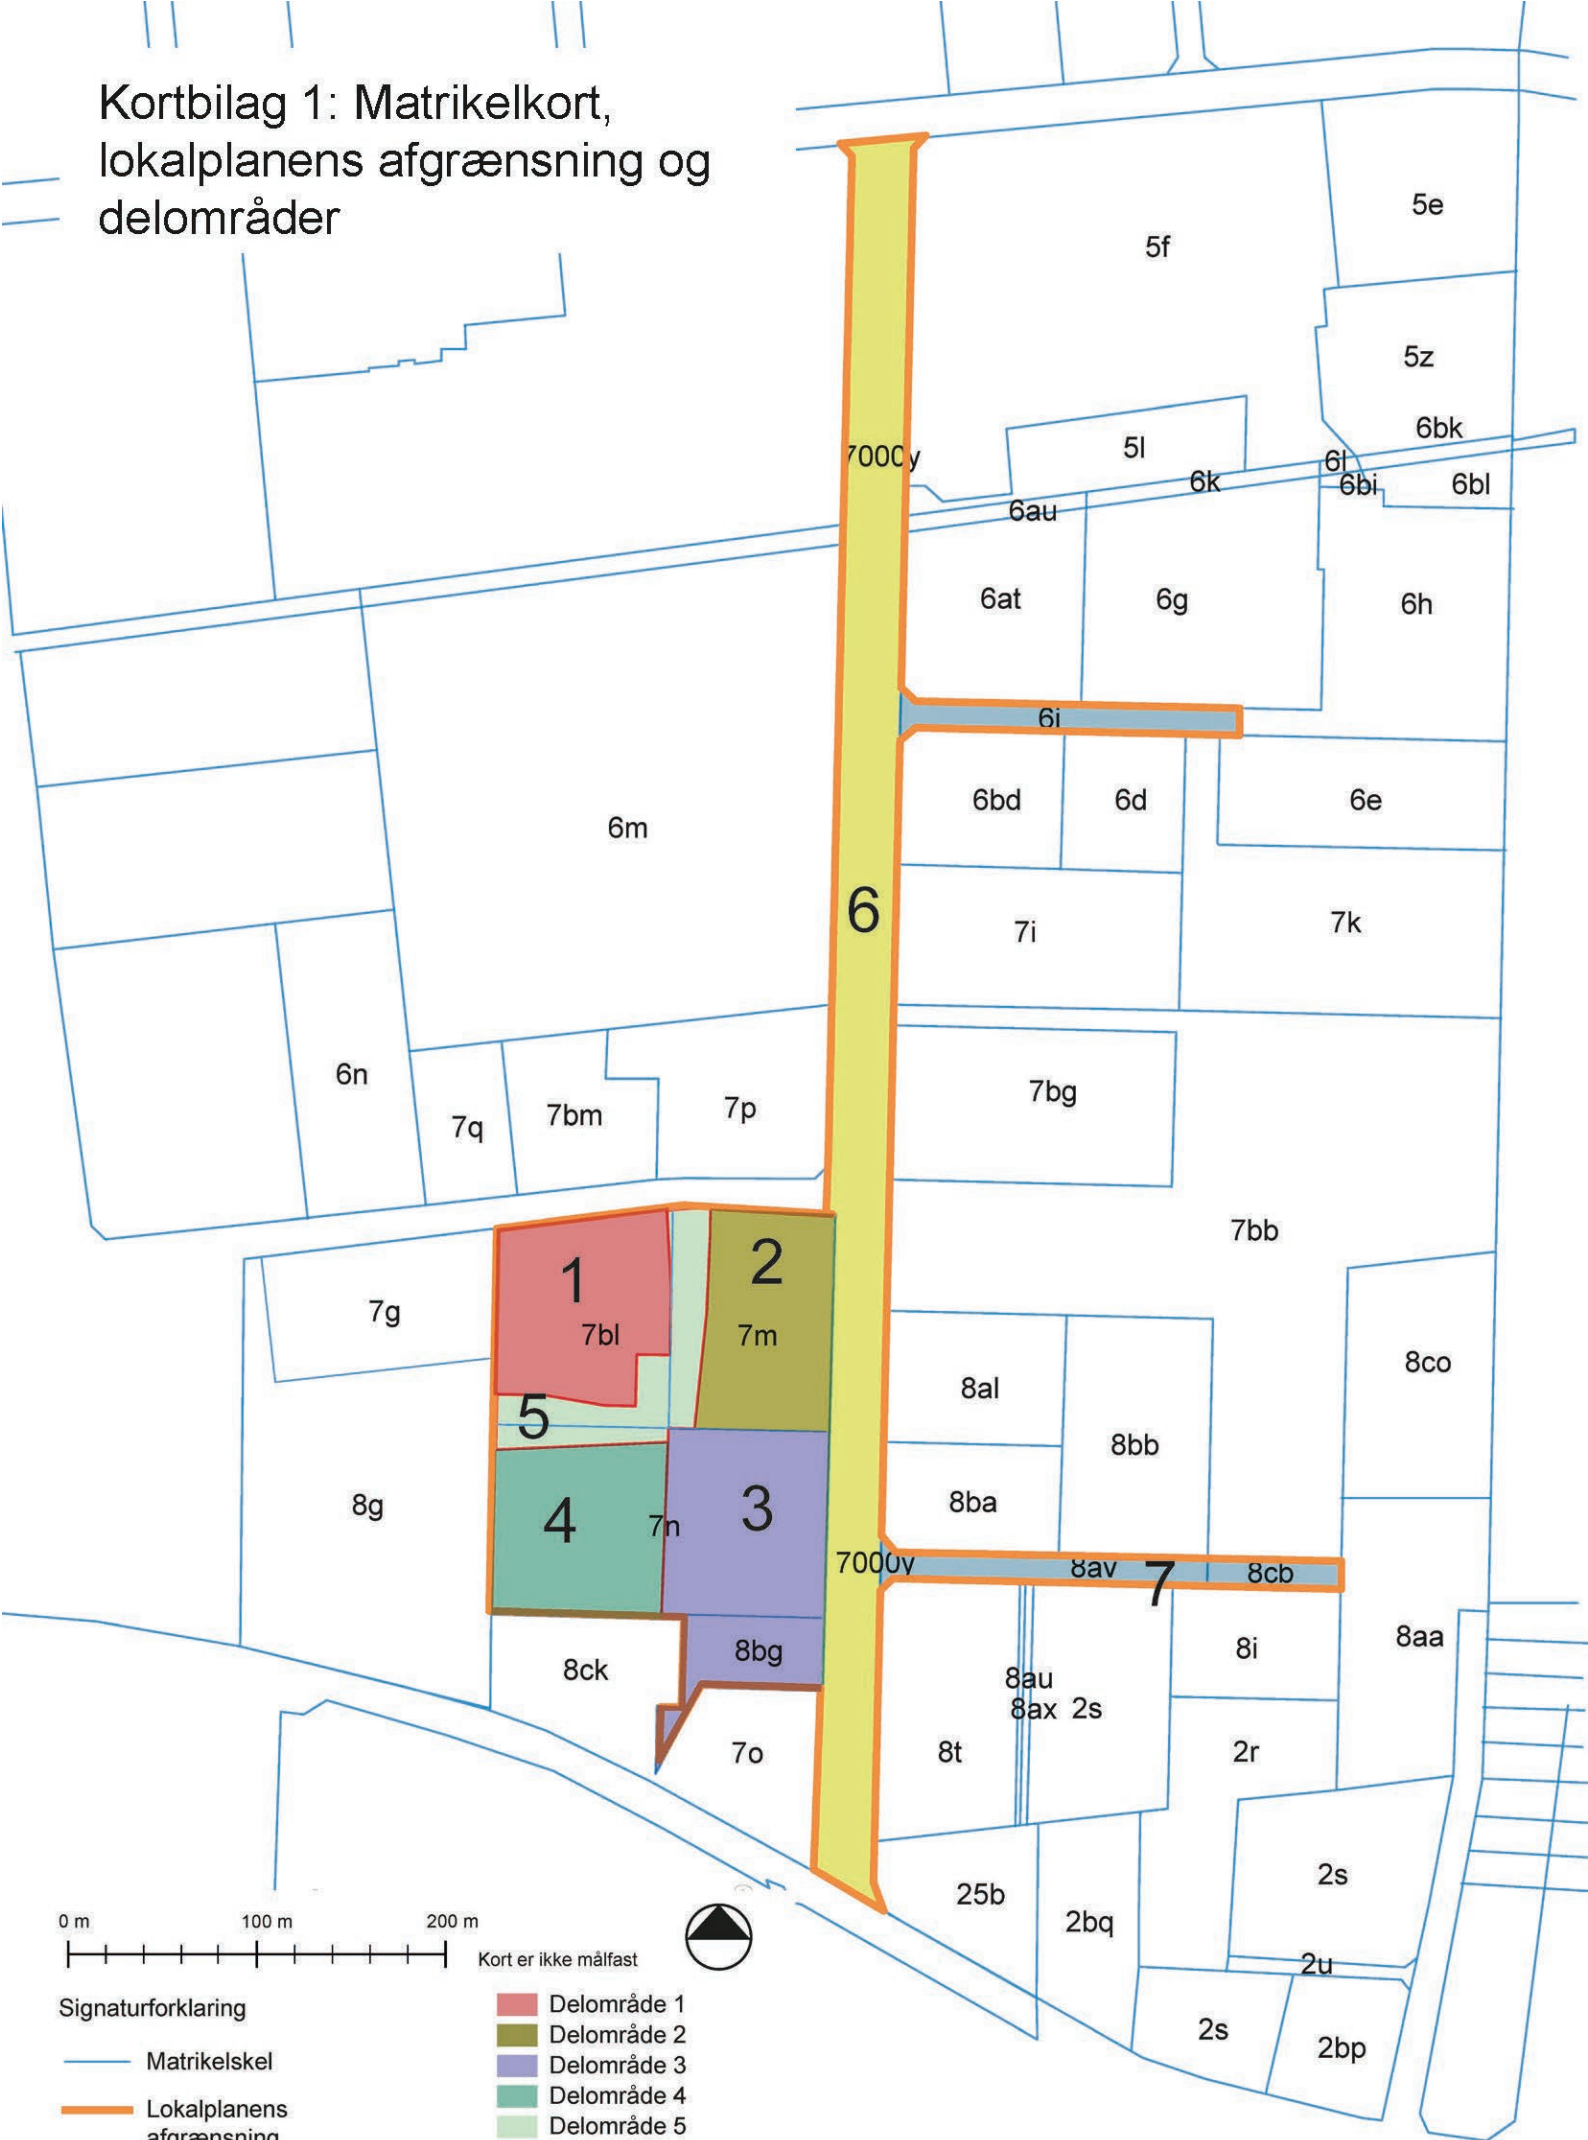 Kortbilag 1: Matrikelkort,
lokalplanens afgrænsning og
delområder
5e
5f
5z
6bk
7000y
5l
6l
6k
6bi
6bl
6au
6at
6g
6h
6i
6bd
6d
6e
6m
6
7i
7k
6n
7bg
7p
7bm
7q
7bb
2
1
7g
7bl
7m
8co
8al
5
8bb
8g
8ba
4
3
7n
7000y
8av
7
8cb
8bg
8ck
8i
8aa
8au
8ax
2s
7o
8t
2r
2s
25b
2bq
2u
2s
2bp
0 m
100 m
200 m
Kort er ikke målfast
Signaturforklaring
Matrikelskel
Lokalplanens
afgrænsning
Delområde 1
Delområde 2
Delområde 3
Delområde 4
Delområde 5